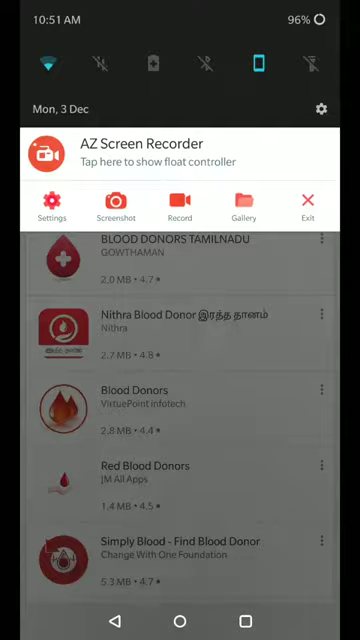 10:51 AM
96%
Mon, 3 Dec
AZ Screen Recorder
Tap here to show float controller
Settings
Screenshot
Record
Gallery
Exit
BLOOD DONORS TAMILNADU
GOWTHAMAN
2.0 MB • 4.7 ★
Nithra Blood Donor இரத்த தானம்
Nithra
2.7 MB • 4.8 ★
Blood Donors
VirtuePoint infotech
2.8 MB • 4.4 ★
Red Blood Donors
JM All Apps
1.4 MB • 4.5 ★
Simply Blood - Find Blood Donor
Change With One Foundation
5.3 MB • 4.7 ★